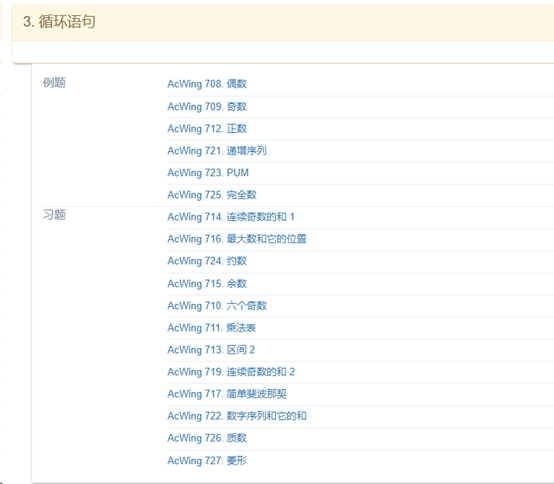 3. 循环语句
例题
AcWing 708. 偶数
AcWing 709. 奇数
AcWing 712. 正数
AcWing 721. 递增序列
AcWing 723. PUM
AcWing 725. 完全数
习题
AcWing 714. 连续奇数的和 1
AcWing 716. 最大数和它的位置
AcWing 724. 约数
AcWing 715. 余数
AcWing 710. 六个奇数
AcWing 711. 乘法表
AcWing 713. 区间 2
AcWing 719. 连续奇数的和 2
AcWing 717. 简单斐波那契
AcWing 722. 数字序列和它的和
AcWing 726. 质数
AcWing 727. 菱形